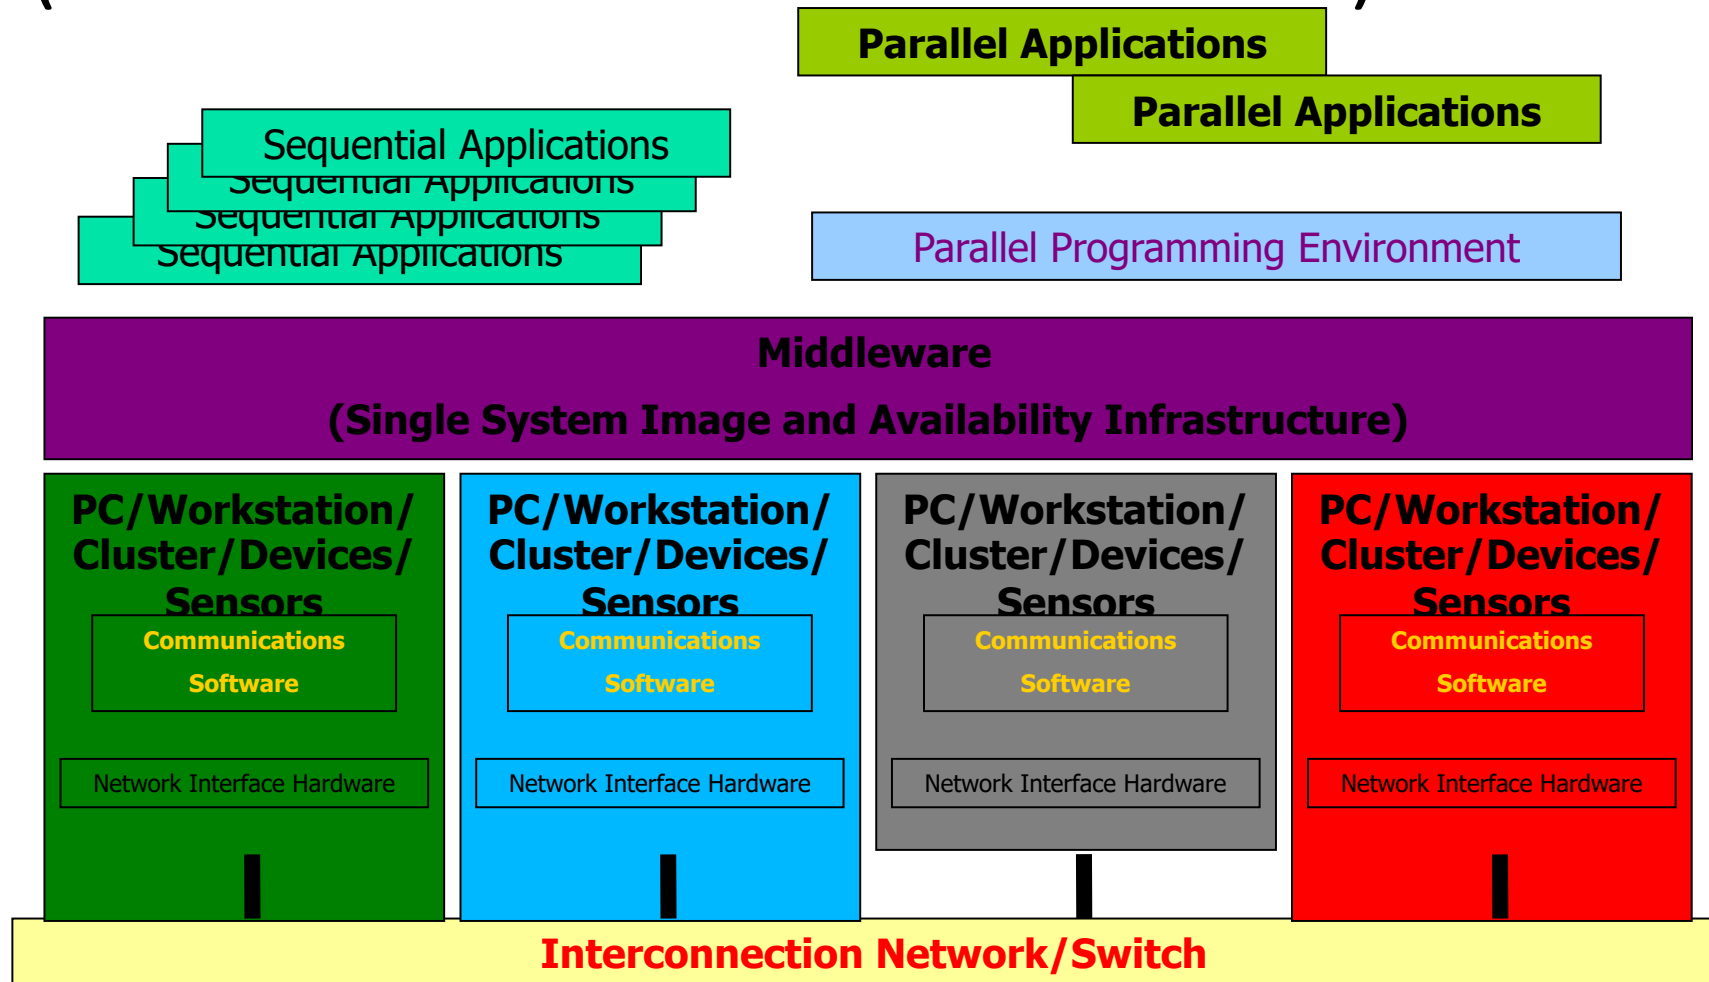 Parallel Applications
Parallel Applications
Sequential Applications
Sequential Applications
Sequential Applications
Sequential Applications
Parallel Programming Environment
Middleware
(Single System Image and Availability Infrastructure)
PC/Workstation/
Cluster/Devices/
Sensors
Communications
Software
Network Interface Hardware
PC/Workstation/
Cluster/Devices/
Sensors
Communications
Software
Network Interface Hardware
PC/Workstation/
Cluster/Devices/
Sensors
Communications
Software
Network Interface Hardware
PC/Workstation/
Cluster/Devices/
Sensors
Communications
Software
Network Interface Hardware
Interconnection Network/Switch